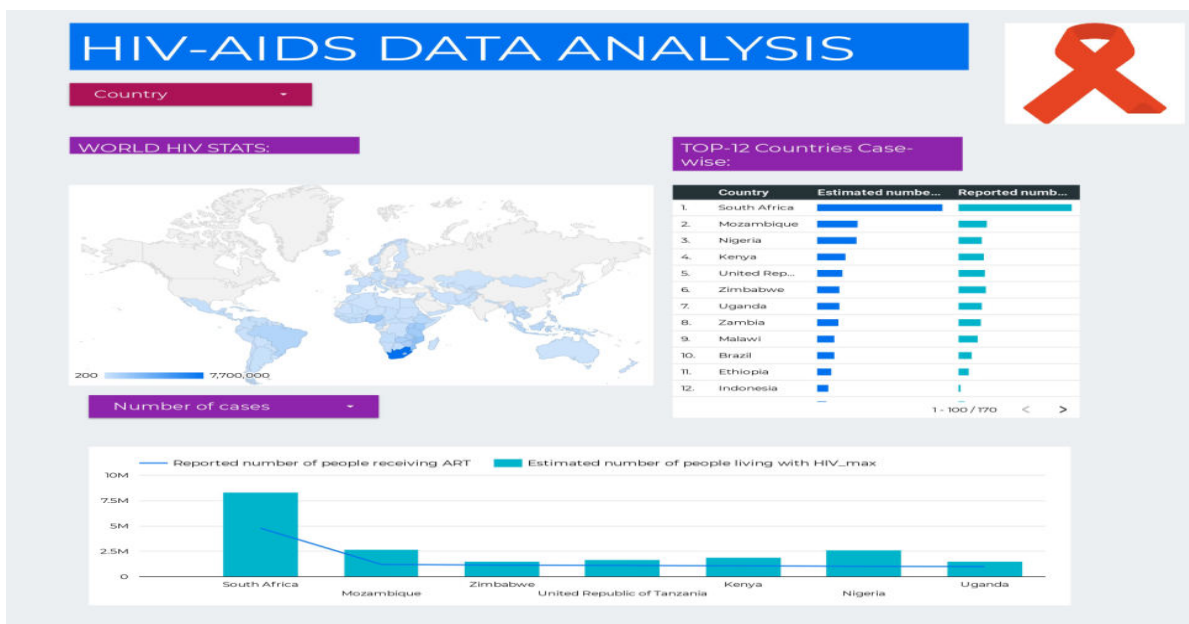 HIV-AIDS DATA ANALYSIS
Country
WORLD HIV STATS:
TOP-12 Countries Case-
wise:
Country Estimated numbe... Reported numb...
1. South Africa
2. Mozambique
3. Nigeria
4. Kenya
5. United Rep...
6. Zimbabwe
7. Uganda
8. Zambia
9. Malawi
10. Brazil
11. Ethiopia
12. Indonesia
1 - 100 / 170 < >
200 7,700,000
Number of cases
Reported number of people receiving ART Estimated number of people living with HIV_max
10M
7.5M
5M
2.5M
0
South Africa Zimbabwe Kenya Uganda
Mozambique United Republic of Tanzania Nigeria